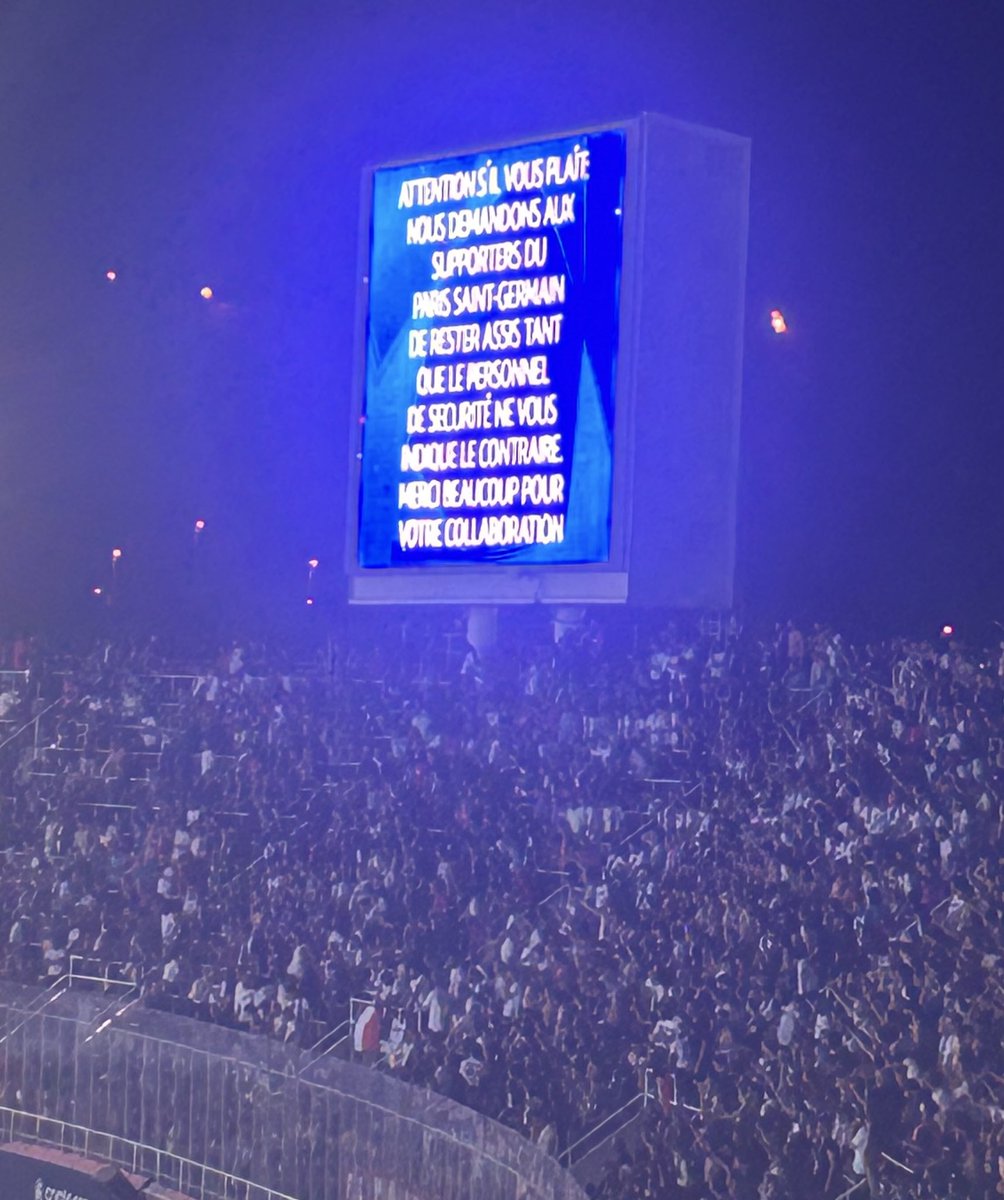 ATTENTION S'IL VOUS PLAÎT
NOUS DEMANDONS AUX
SUPPORTERS DU
PARIS SAINT-GERMAIN
DE RESTER ASSIS TANT
QUE LE PERSONNEL
DE SECURITÉ NE VOUS
INDIQUE LE CONTRAIRE.
MERCI BEAUCOUP POUR
VOTRE COLLABORATION